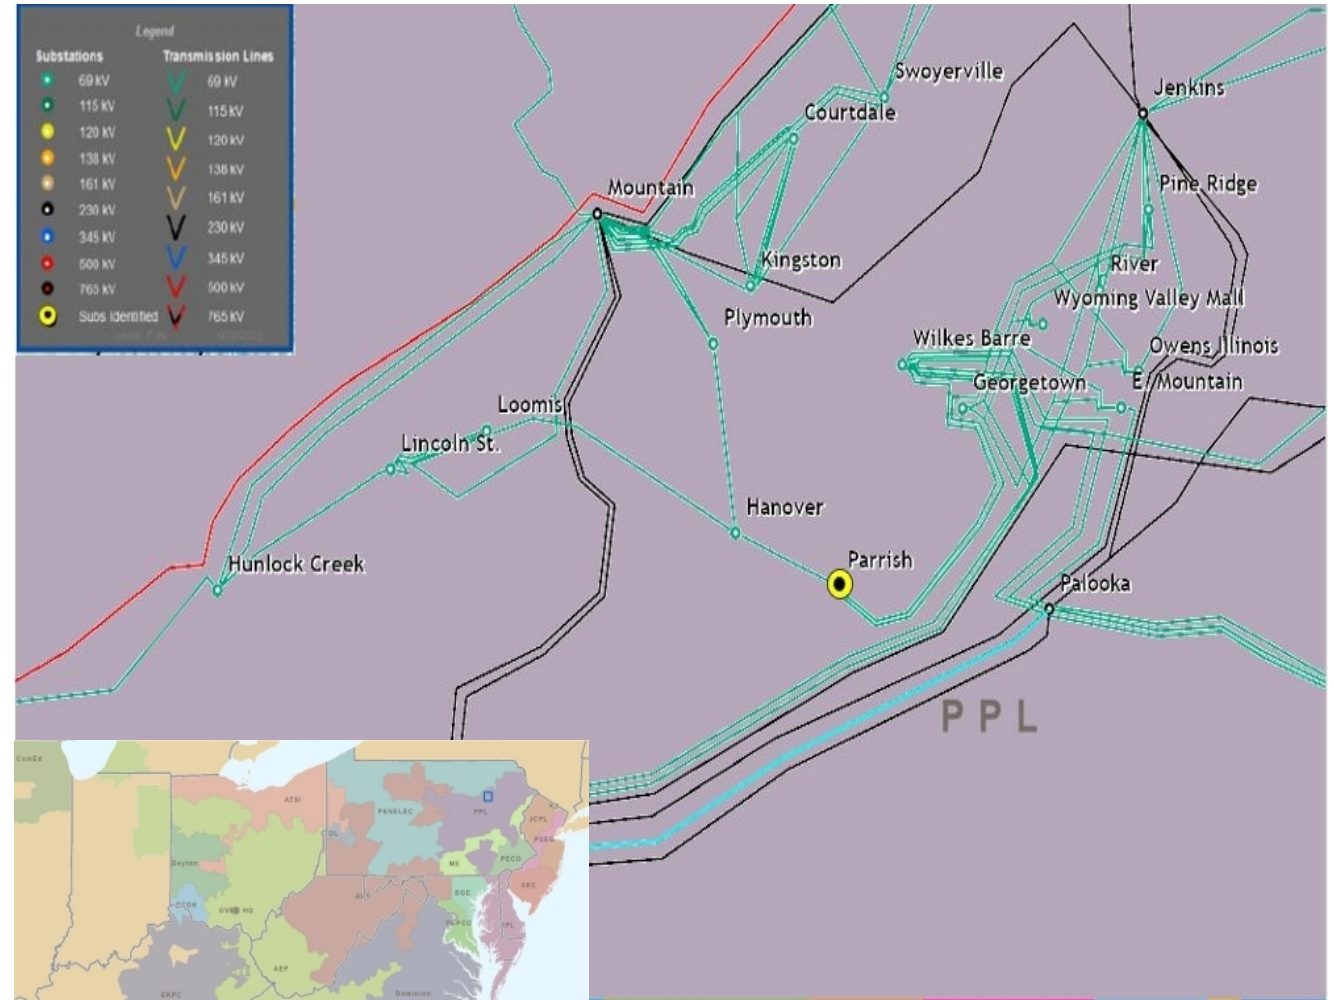 Legend
Substations
Transmission Lines
69 kV
69 kV
115 kV
115 kV
120 kV
120 kV
138 kV
138 kV
161 kV
161 kV
230 kV
230 kV
345 kV
345 kV
500 kV
500 kV
765 kV
Subs Identified
765 kV
Swoyerville
Courtdale
Jenkins
Mountain
Pine Ridge
Kingston
River
Wyoming Valley Mall
Plymouth
Wilkes Barre
Owens Illinois
Georgetown
E. Mountain
Loomis
Lincoln St.
Hanover
Hunlock Creek
Parrish
Palooka
PPL
ComEd
ATSI
PENELEC
PPL
JCPL
PSEG
Dayton
ME
PECO
AEC
BGE
PEPCO
DPL
AEP
EKPC
Dominion